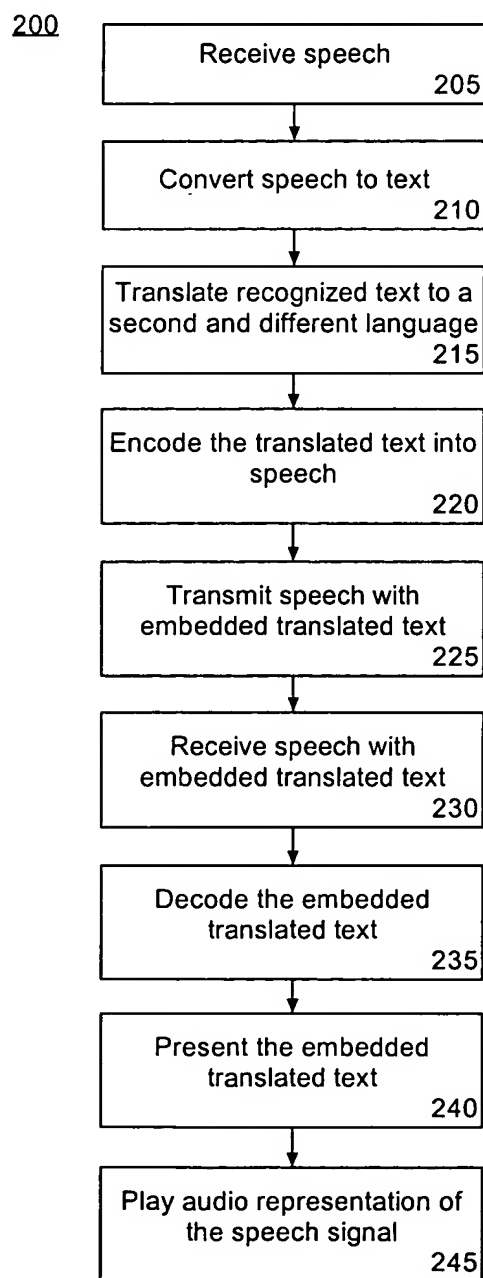 200
Receive speech
205
Convert speech to text
210
Translate recognized text to a
second and different language
215
Encode the translated text into
speech
220
Transmit speech with
embedded translated text
225
Receive speech with
embedded translated text
230
Decode the embedded
translated text
235
Present the embedded
translated text
240
Play audio representation of
the speech signal
245